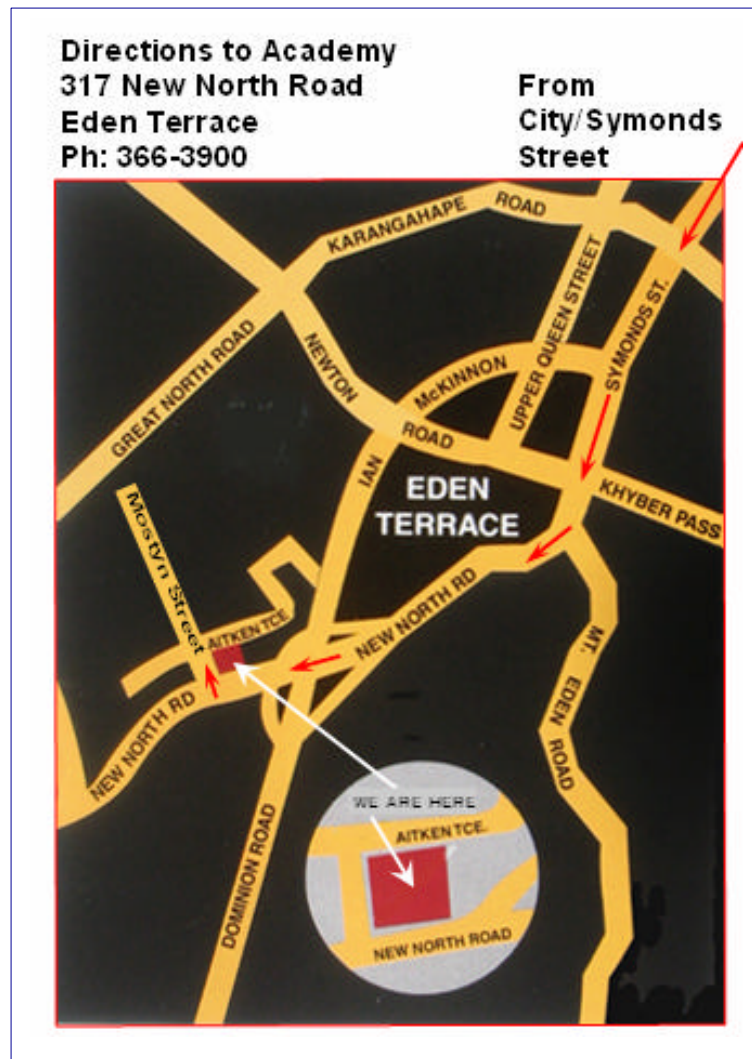 Directions to Academy
317 New North Road
Eden Terrace
Ph: 366-3900
From
City/Symonds
Street
KARANGAHAPE ROAD
GREAT NORTH ROAD
NEWTON ROAD
UPPER QUEEN STREET
SYMONDS ST.
IAN McKINNON
KHYBER PASS
EDEN
TERRACE
Mostyn Street
AITKEN TCE
NEW NORTH RD
NEW NORTH RD
MT. EDEN ROAD
DOMINION ROAD
WE ARE HERE
AITKEN TCE.
NEW NORTH ROAD